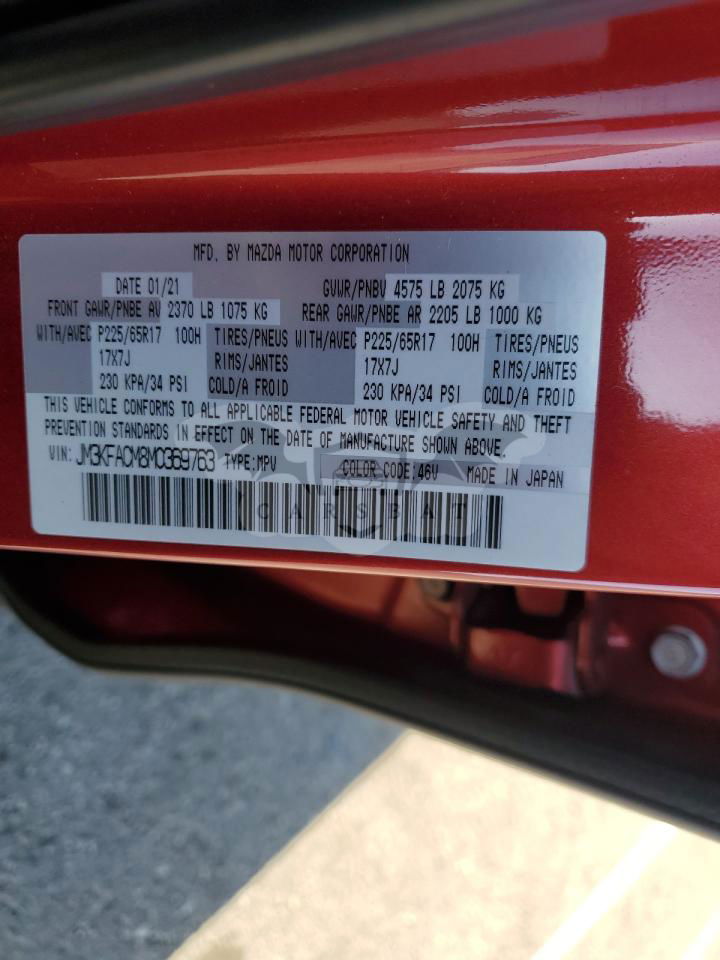 MFD. BY MAZDA MOTOR CORPORATION
DATE 01/21 GVWR/PNBV 4575 LB 2075 KG
FRONT GAWR/PNBE AV 2370 LB 1075 KG REAR GAWR/PNBE AR 2205 LB 1000 KG
WITH/AVEC P225/65R17 100H TIRES/PNEUS WITH/AVEC P225/65R17 100H TIRES/PNEUS
17X7J RIMS/JANTES 17X7J RIMS/JANTES
230 KPA/34 PSI COLD/A FROID 230 KPA/34 PSI COLD/A FROID
THIS VEHICLE CONFORMS TO ALL APPLICABLE FEDERAL MOTOR VEHICLE SAFETY AND THEFT
PREVENTION STANDARDS IN EFFECT ON THE DATE OF MANUFACTURE SHOWN ABOVE.
VIN: JM3KFACM8M0369763 TYPE:MPV COLOR CODE:46V MADE IN JAPAN
CARSBAT